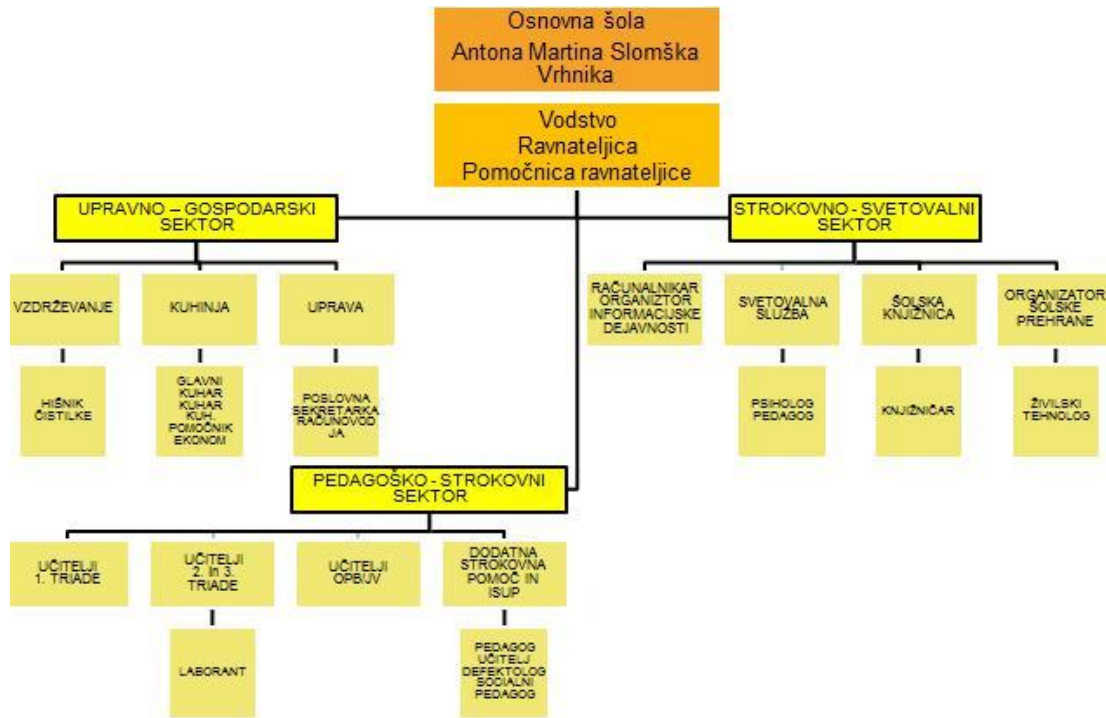 Osnovna šola
Antona Martina Slomška
Vrhnika
Vodstvo
Ravnateljica
Pomočnica ravnateljice
UPRAVNO – GOSPODARSKI
SEKTOR
STROKOVNO - SVETOVALNI
SEKTOR
VZDRŽEVANJE
KUHINJA
UPRAVA
RAČUNALNIKAR
ORGANIZTOR
INFORMACIJSKE
DEJAVNOSTI
SVETOVALNA
SLUŽBA
ŠOLSKA
KNJIŽNICA
ORGANIZATOR
ŠOLSKE
PREHRANE
HIŠNIK
ČISTILKE
GLAVNI
KUHAR
KUHAR
KUH.
POMOČNIK
EKONOM
POSLOVNA
SEKRETARKA
RAČUNOVOD
JA
PSIHOLOG
PEDAGOG
KNJIŽNIČAR
ŽIVILSKI
TEHNOLOG
PEDAGOŠKO - STROKOVNI
SEKTOR
UČITELJI
1. TRIADE
UČITELJI
2. in 3.
TRIADE
UČITELJI
OPB/JV
DODATNA
STROKOVNA
POMOČ IN
ISUP
LABORANT
PEDAGOG
UČITELJ
DEFEKTOLOG
SOCIALNI
PEDAGOG